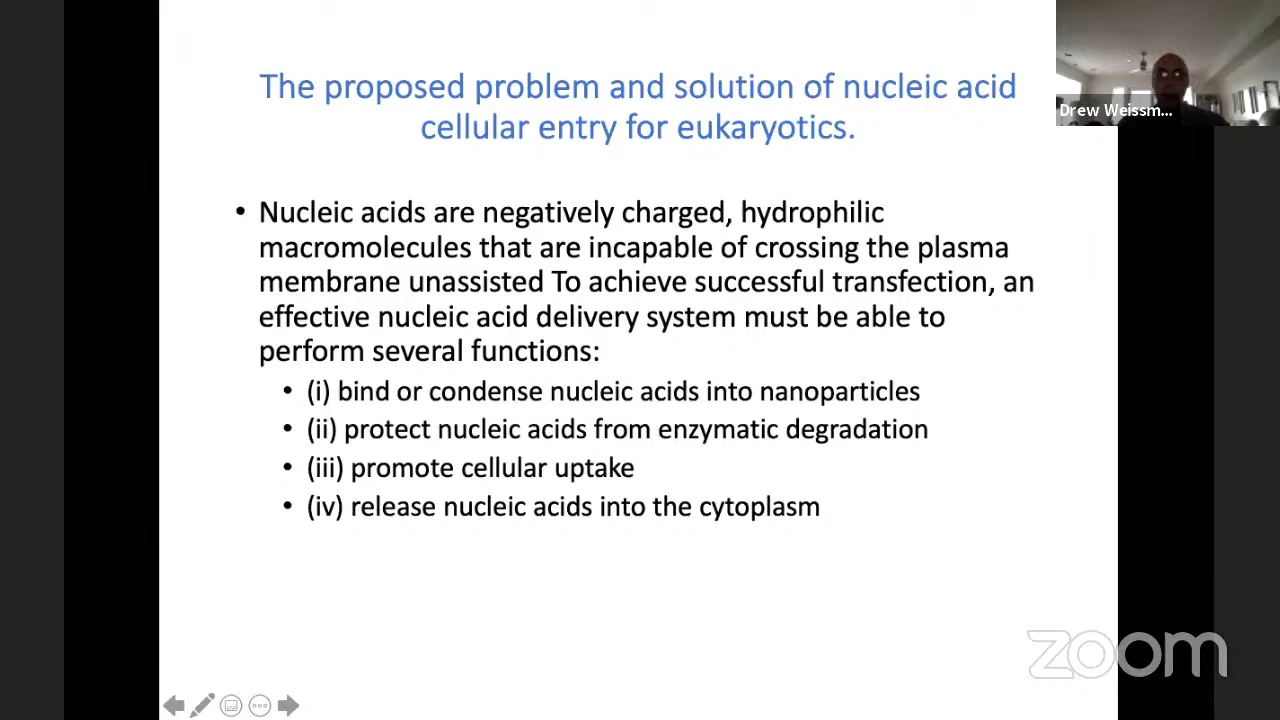 The proposed problem and solution of nucleic acid
cellular entry for eukaryotics.
Drew Weissm...
• Nucleic acids are negatively charged, hydrophilic
macromolecules that are incapable of crossing the plasma
membrane unassisted To achieve successful transfection, an
effective nucleic acid delivery system must be able to
perform several functions:
• (i) bind or condense nucleic acids into nanoparticles
• (ii) protect nucleic acids from enzymatic degradation
• (iii) promote cellular uptake
• (iv) release nucleic acids into the cytoplasm
zoom